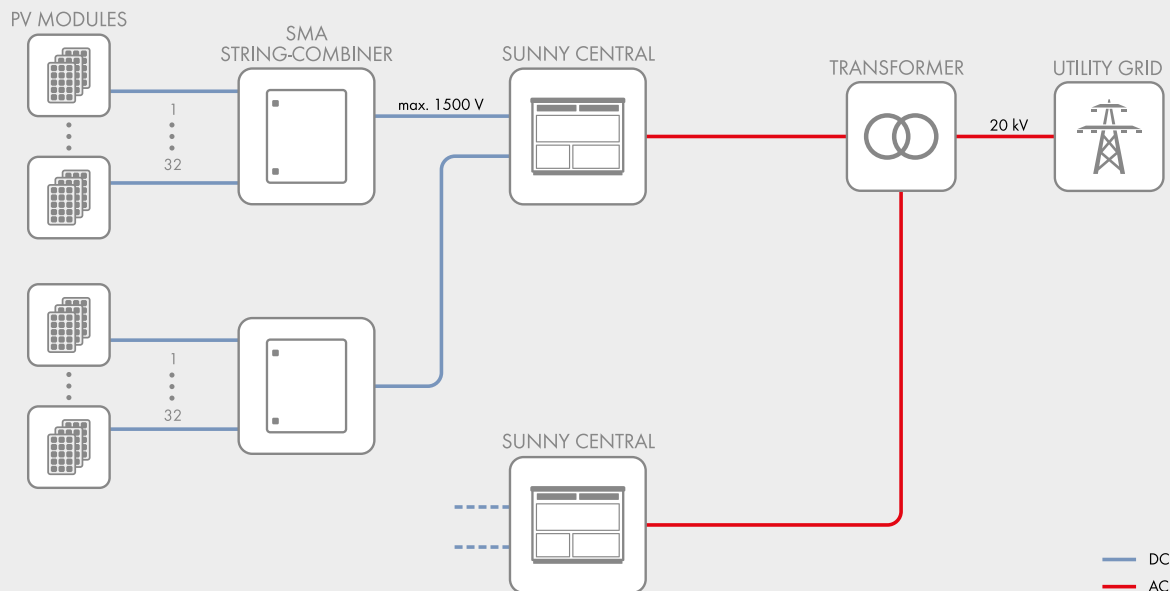 PV MODULES
SMA
STRING-COMBINER
SUNNY CENTRAL
TRANSFORMER
UTILITY GRID
max. 1500 V
20 kV
1
32
1
32
SUNNY CENTRAL
DC
AC